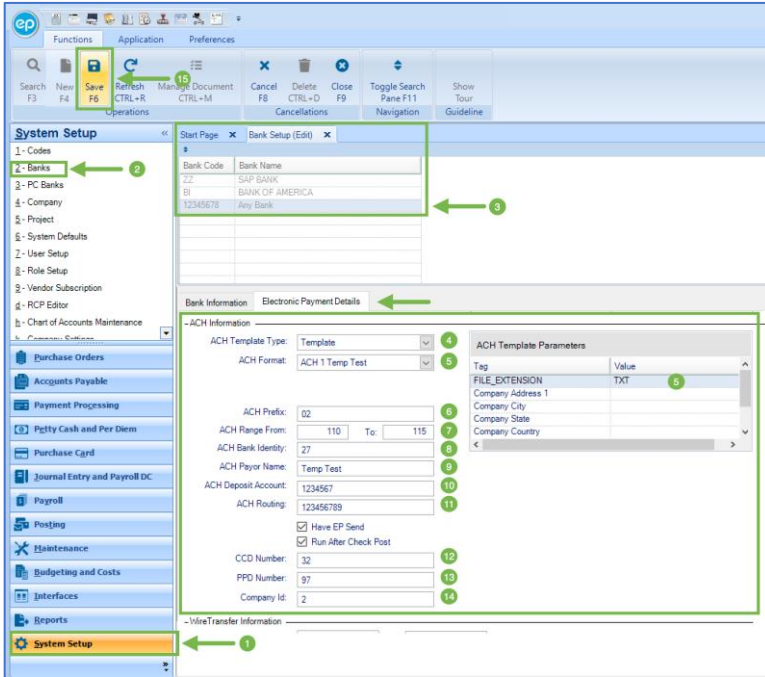 ep
Functions Application Preferences
Search F3
New F4
Save F6
Refresh CTRL+R
Manage Document CTRL+M
Cancel F8
Delete CTRL+D
Close F9
Toggle Search Pane F11
Show Tour
15
Operations Cancellations Navigation Guideline
System Setup «
1 - Codes
2 - Banks
2
3 - PC Banks
4 - Company
5 - Project
6 - System Defaults
7 - User Setup
8 - Role Setup
9 - Vendor Subscription
d - RCP Editor
h - Chart of Accounts Maintenance
Purchase Orders
Accounts Payable
Payment Processing
Petty Cash and Per Diem
Purchase Card
Journal Entry and Payroll DC
Payroll
Posting
Maintenance
Budgeting and Costs
Interfaces
Reports
System Setup
1
Start Page x Bank Setup (Edit) x
Bank Code Bank Name
ZZ SAP BANK
BI BANK OF AMERICA
12345678 Any Bank
3
Bank Information Electronic Payment Details
ACH Information
ACH Template Type: Template 4
ACH Format: ACH 1 Temp Test 5
ACH Prefix: 02 6
ACH Range From: 110 To: 115 7
ACH Bank Identity: 27 8
ACH Payor Name: Temp Test 9
ACH Deposit Account: 1234567 10
ACH Routing: 123456789 11
Have EP Send
Run After Check Post
CCD Number: 32 12
PPD Number: 97 13
Company Id: 2 14
ACH Template Parameters
Tag Value
FILE_EXTENSION TXT 5
Company Address 1
Company City
Company State
Company Country
WireTransfer Information